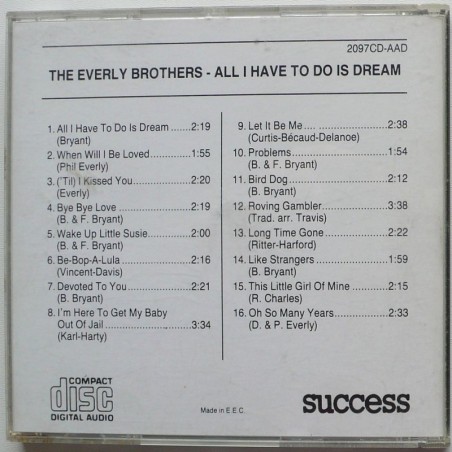 2097CD-AAD
THE EVERLY BROTHERS - ALL I HAVE TO DO IS DREAM
1. All I Have To Do Is Dream ......2:19
(Bryant)
2. When Will I Be Loved ............1:55
(Phil Everly)
3. ('Til) I Kissed You ............2:20
(Everly)
4. Bye Bye Love ............2:19
(B. & F. Bryant)
5. Wake Up Little Susie ............2:00
(B. & F. Bryant)
6. Be-Bop-A-Lula ............2:16
(Vincent-Davis)
7. Devoted To You ............2:21
(B. Bryant)
8. I'm Here To Get My Baby
Out Of Jail ............3:34
(Karl-Harty)
9. Let It Be Me ............2:38
(Curtis-Bécaud-Delanoe)
10. Problems ............1:54
(B. & F. Bryant)
11. Bird Dog ............2:12
(B. Bryant)
12. Roving Gambler ............3:38
(Trad. arr. Travis)
13. Long Time Gone ............2:22
(Ritter-Harford)
14. Like Strangers ............1:59
(B. Bryant)
15. This Little Girl Of Mine ......2:15
(R. Charles)
16. Oh So Many Years ............2:33
(D. & P. Everly)
COMPACT
disc
DIGITAL AUDIO
Made in E.E.C.
success